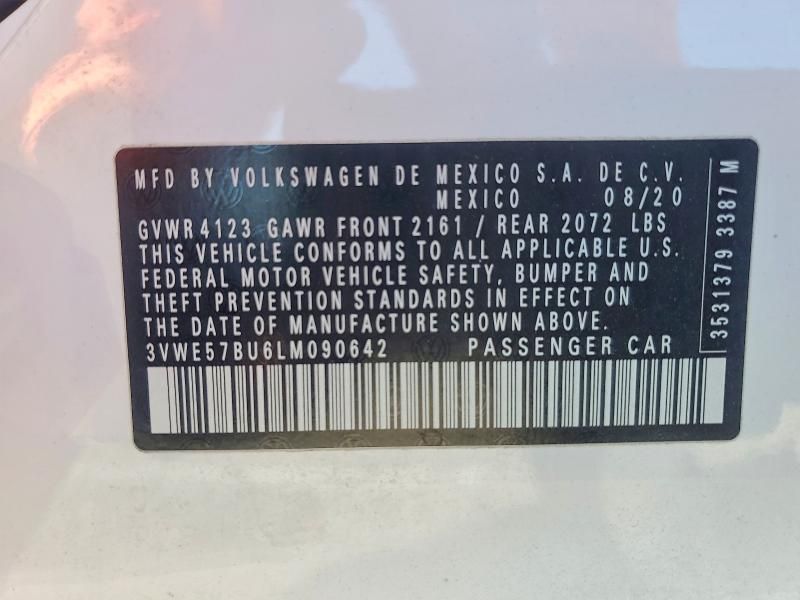 MFD BY VOLKSWAGEN DE MEXICO S.A. DE C.V.
MEXICO 08/20
GVWR 4123 GAWR FRONT 2161 / REAR 2072 LBS
THIS VEHICLE CONFORMS TO ALL APPLICABLE U.S.
FEDERAL MOTOR VEHICLE SAFETY, BUMPER AND
THEFT PREVENTION STANDARDS IN EFFECT ON
THE DATE OF MANUFACTURE SHOWN ABOVE.
3VWE57BU6LM090642 PASSENGER CAR
3531379 3387 M